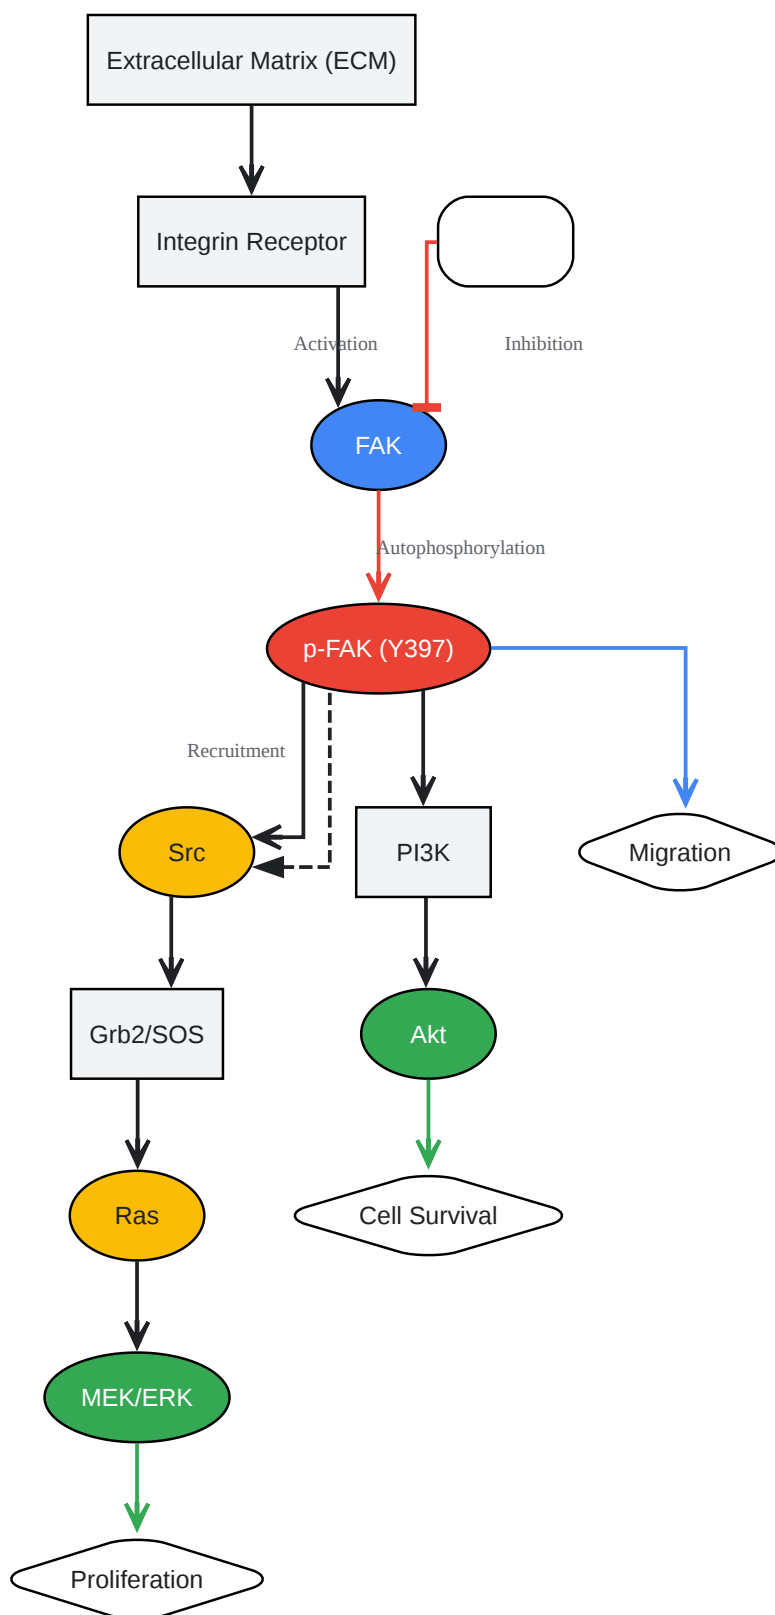 Extracellular Matrix (ECM)
Integrin Receptor
Activation
Inhibition
FAK
Autophosphorylation
p-FAK (Y397)
Recruitment
Src
PI3K
Migration
Grb2/SOS
Akt
Ras
Cell Survival
MEK/ERK
Proliferation